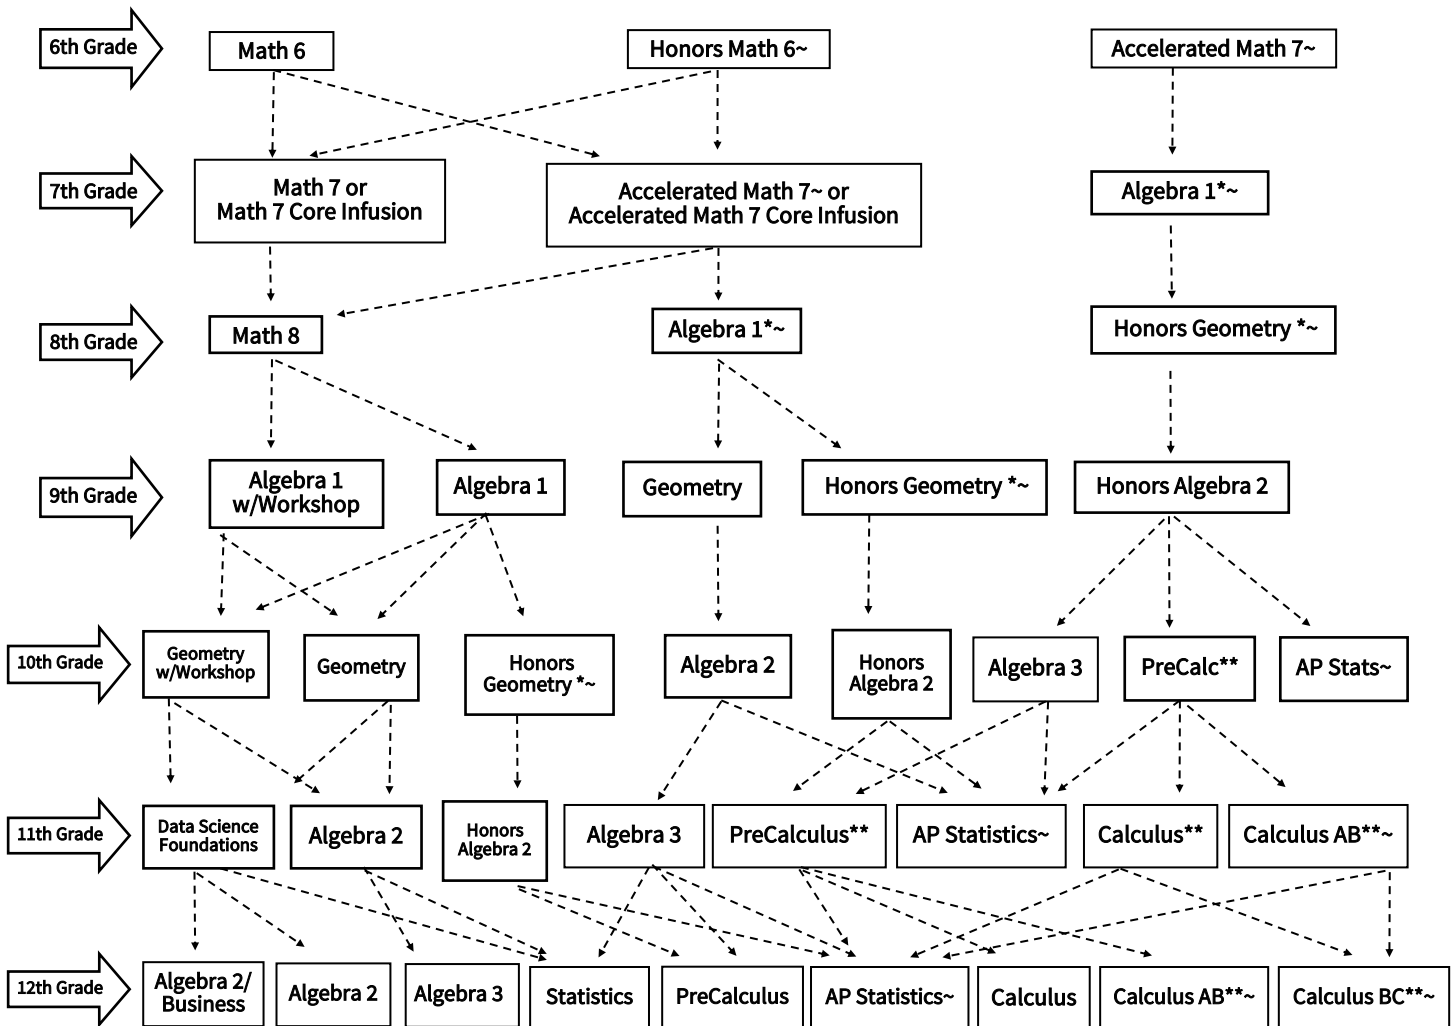 6th Grade
Math 6
Honors Math 6~
Accelerated Math 7~
7th Grade
Math 7 or
Math 7 Core Infusion
Accelerated Math 7~ or
Accelerated Math 7 Core Infusion
Algebra 1*~
8th Grade
Math 8
Algebra 1*~
Honors Geometry *~
9th Grade
Algebra 1
w/Workshop
Algebra 1
Geometry
Honors Geometry *~
Honors Algebra 2
10th Grade
Geometry
w/Workshop
Geometry
Honors
Geometry *~
Algebra 2
Honors
Algebra 2
Algebra 3
PreCalc**
AP Stats~
11th Grade
Data Science
Foundations
Algebra 2
Honors
Algebra 2
Algebra 3
PreCalculus**
AP Statistics~
Calculus**
Calculus AB**~
12th Grade
Algebra 2/
Business
Algebra 2
Algebra 3
Statistics
PreCalculus
AP Statistics~
Calculus
Calculus AB**~
Calculus BC**~